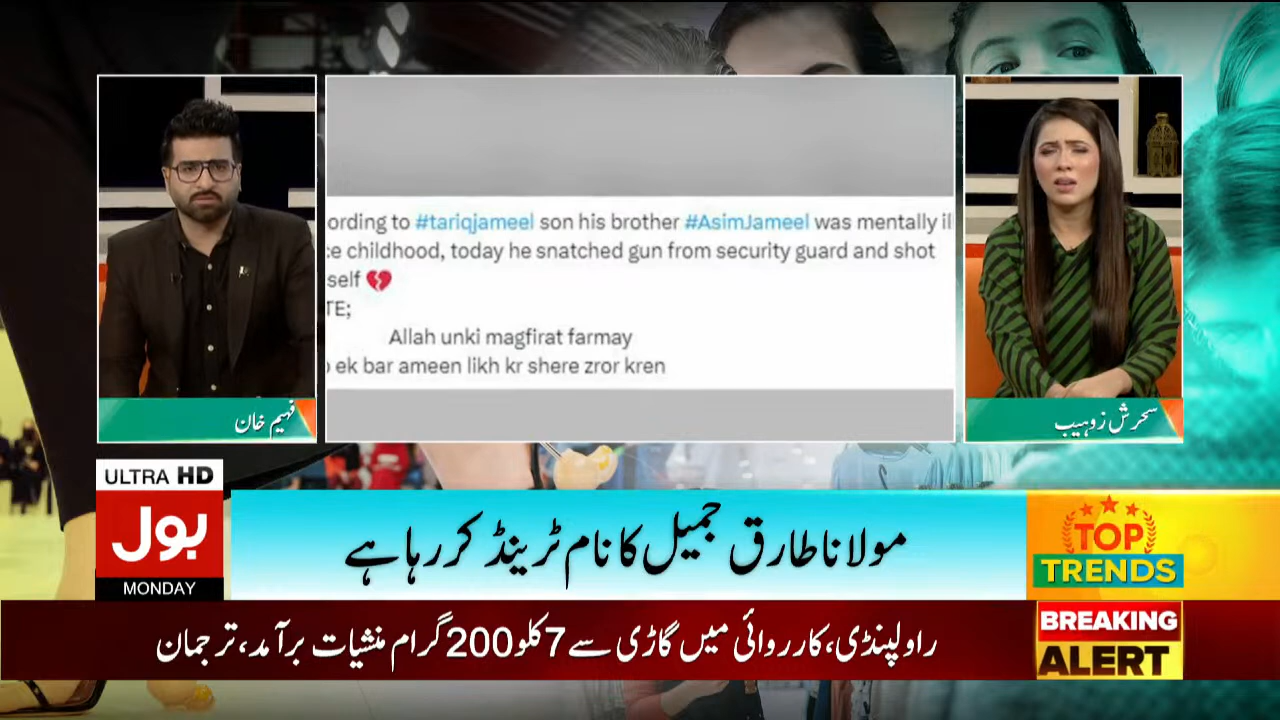 ording to #tariqjameel son his brother #AsimJameel was mentally il
e childhood, today he snatched gun from security guard and shot
self 💔
TE;
Allah unki magfirat farmay
ek bar ameen likh kr shere zror kren
فہیم خان
سحرش زوہیب
ULTRA HD
بول
MONDAY
مولانا طارق جمیل کا نام ٹرینڈ کر رہا ہے
TOP
TRENDS
راولپنڈی، کارروائی میں گاڑی سے 7 کلو 200 گرام منشیات برآمد، ترجمان
BREAKING
ALERT